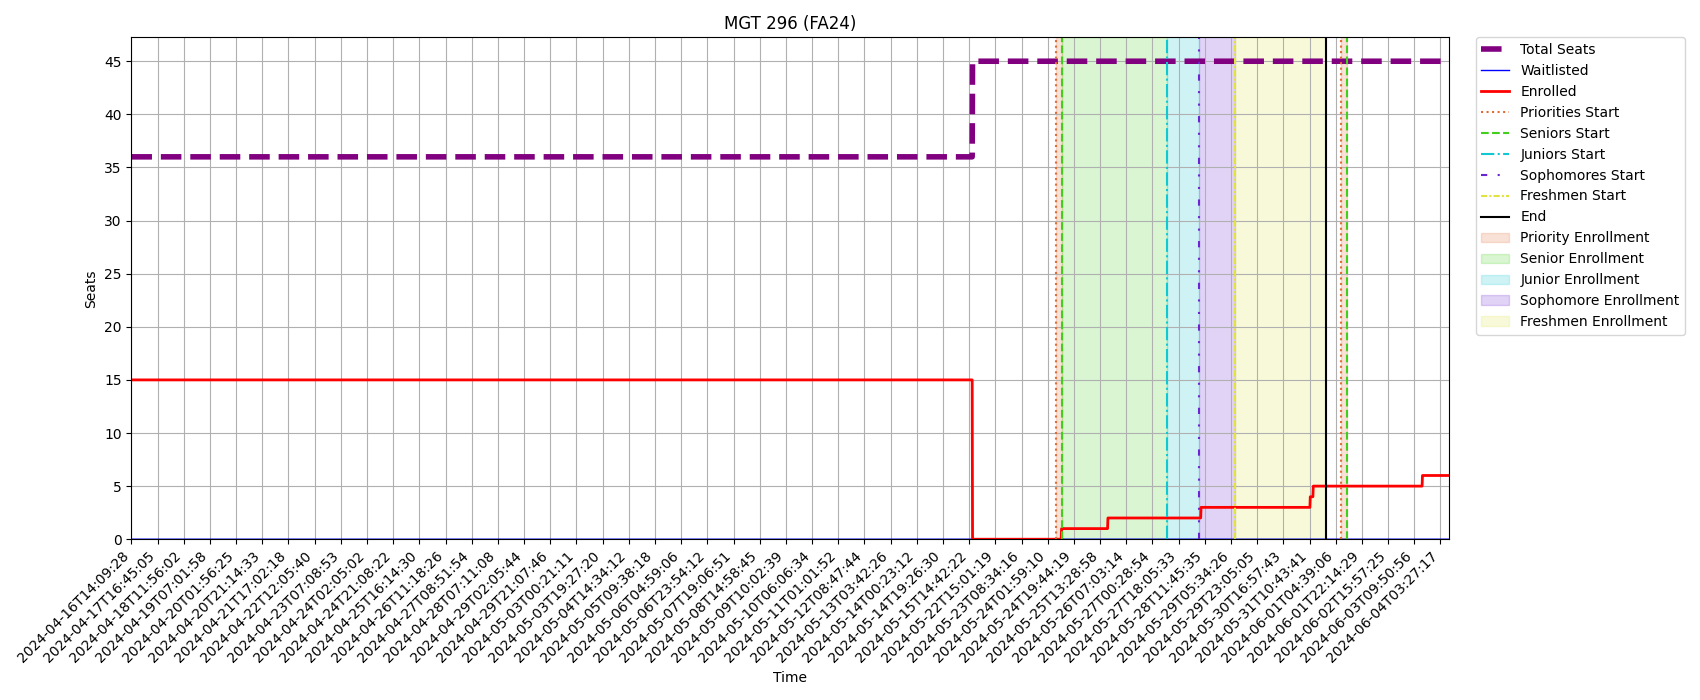 MGT 296 (FA24)
Seats
45
40
35
30
25
20
15
10
5
0
2024-04-16T14:09:28
2024-04-17T16:45:05
2024-04-18T11:56:02
2024-04-19T07:01:58
2024-04-20T01:56:25
2024-04-20T21:14:33
2024-04-21T17:02:18
2024-04-22T12:05:40
2024-04-23T07:08:53
2024-04-24T02:05:02
2024-04-24T21:08:22
2024-04-25T16:14:30
2024-04-26T11:18:26
2024-04-27T08:51:54
2024-04-28T07:11:08
2024-04-29T02:05:44
2024-04-29T21:07:46
2024-05-03T00:21:11
2024-05-03T19:27:20
2024-05-04T14:34:12
2024-05-05T09:38:18
2024-05-06T04:59:06
2024-05-06T23:54:12
2024-05-07T19:06:51
2024-05-08T14:58:45
2024-05-09T10:02:39
2024-05-10T06:06:34
2024-05-11T01:01:52
2024-05-12T08:47:44
2024-05-13T03:42:26
2024-05-14T00:23:12
2024-05-14T19:26:30
2024-05-15T14:42:22
2024-05-22T15:01:19
2024-05-23T08:34:16
2024-05-24T01:59:10
2024-05-24T19:44:19
2024-05-25T13:28:58
2024-05-26T07:03:14
2024-05-27T00:28:54
2024-05-27T18:05:33
2024-05-28T11:45:35
2024-05-29T05:34:26
2024-05-29T23:05:05
2024-05-30T16:57:43
2024-05-31T10:43:41
2024-06-01T04:39:06
2024-06-01T22:14:29
2024-06-02T15:57:25
2024-06-03T09:50:56
2024-06-04T03:27:17
Time
Total Seats
Waitlisted
Enrolled
Priorities Start
Seniors Start
Juniors Start
Sophomores Start
Freshmen Start
End
Priority Enrollment
Senior Enrollment
Junior Enrollment
Sophomore Enrollment
Freshmen Enrollment